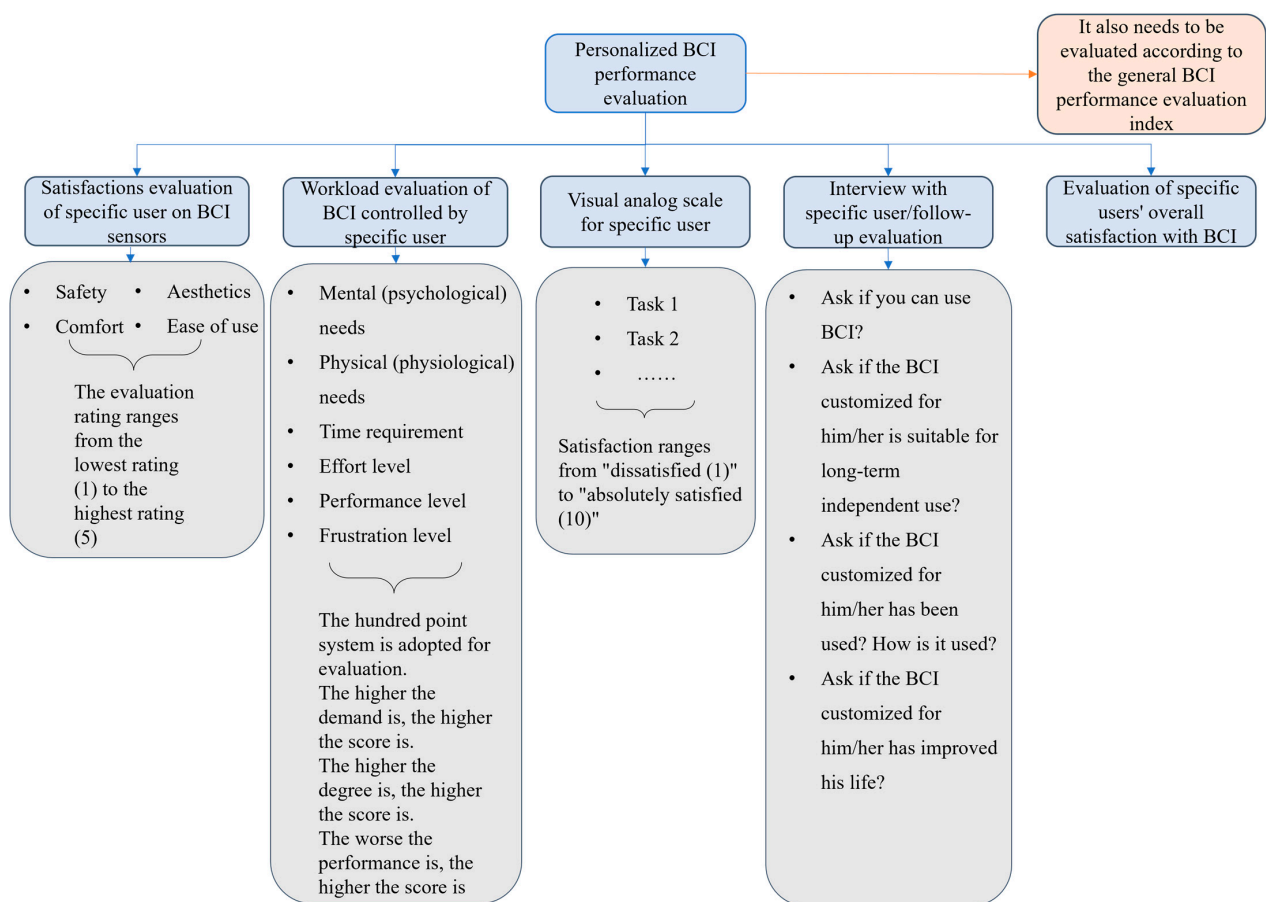 Personalized BCI
performance
evaluation
It also needs to be
evaluated according to
the general BCI
performance evaluation
index
Satisfactions evaluation
of specific user on BCI
sensors
Workload evaluation of
BCI controlled by
specific user
Visual analog scale
for specific user
Interview with
specific user/follow-
up evaluation
Evaluation of specific
users' overall
satisfaction with BCI
• Safety • Aesthetics
• Comfort • Ease of use
The evaluation
rating ranges
from the
lowest rating
(1) to the
highest rating
(5)
• Mental (psychological)
needs
• Physical (physiological)
needs
• Time requirement
• Effort level
• Performance level
• Frustration level
The hundred point
system is adopted for
evaluation.
The higher the
demand is, the higher
the score is.
The higher the
degree is, the higher
the score is.
The worse the
performance is, the
higher the score is
• Task 1
• Task 2
• ……
Satisfaction ranges
from "dissatisfied (1)"
to "absolutely satisfied
(10)"
• Ask if you can use
BCI?
• Ask if the BCI
customized for
him/her is suitable for
long-term
independent use?
• Ask if the BCI
customized for
him/her has been
used? How is it used?
• Ask if the BCI
customized for
him/her has improved
his life?